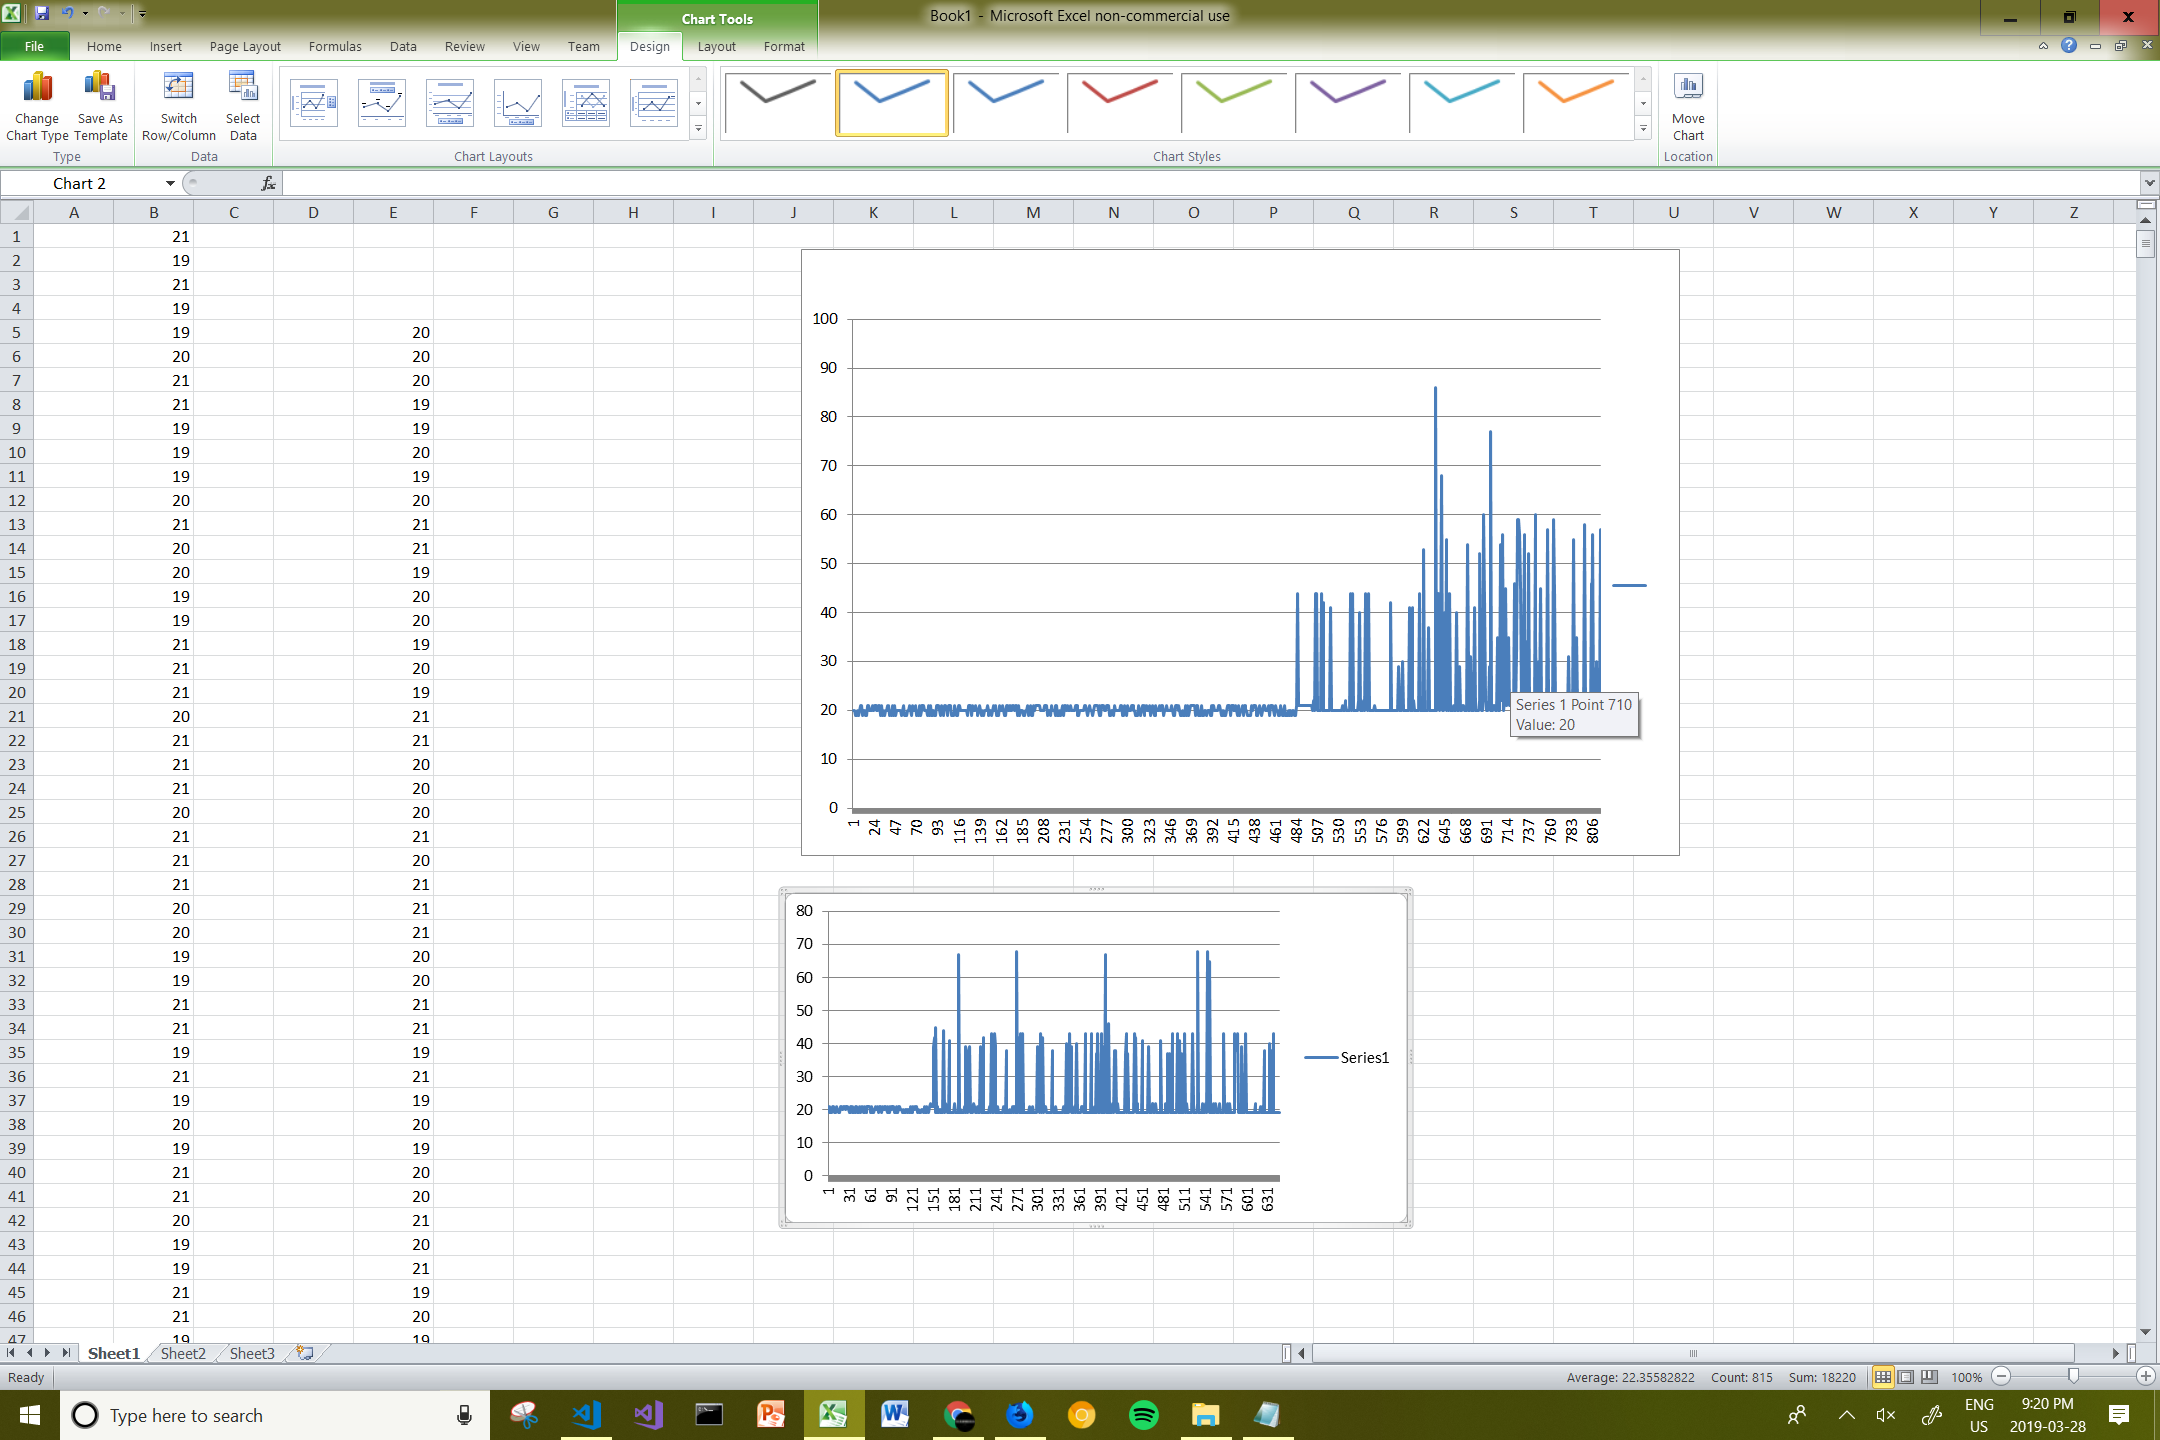 Chart Tools
Book1 - Microsoft Excel non-commercial use
File Home Insert Page Layout Formulas Data Review View Team Design Layout Format
Change Chart Type
Save As Template
Switch Row/Column
Select Data
Move Chart
Type Data Chart Layouts Chart Styles Location
Chart 2 fx
A B C D E F G H I J K L M N O P Q R S T U V W X Y Z
1 21
2 19
3 21
4 19
5 19 20
6 20 20
7 21 20
8 21 19
9 19 19
10 19 20
11 19 19
12 20 20
13 21 21
14 20 21
15 20 19
16 19 20
17 19 20
18 21 19
19 21 20
20 21 19
21 20 21
22 21 21
23 21 20
24 21 20
25 20 20
26 21 21
27 21 20
28 21 21
29 20 21
30 20 21
31 19 20
32 19 20
33 21 21
34 21 21
35 19 19
36 21 21
37 19 19
38 20 20
39 19 19
40 21 20
41 21 20
42 20 21
43 19 20
44 19 21
45 21 19
46 21 20
47 19 19
100
90
80
70
60
50
40
30
20
10
0
1 24 47 70 93 116 139 162 185 208 231 254 277 300 323 346 369 392 415 438 461 484 507 530 553 576 599 622 645 668 691 714 737 760 783 806
Series 1 Point 710
Value: 20
80
70
60
50
40
30
20
10
0
Series1
1 31 61 91 121 151 181 211 241 271 301 331 361 391 421 451 481 511 541 571 601 631
Sheet1 Sheet2 Sheet3
Ready Average: 22.35582822 Count: 815 Sum: 18220 100%
Type here to search
ENG
US
9:20 PM
2019-03-28